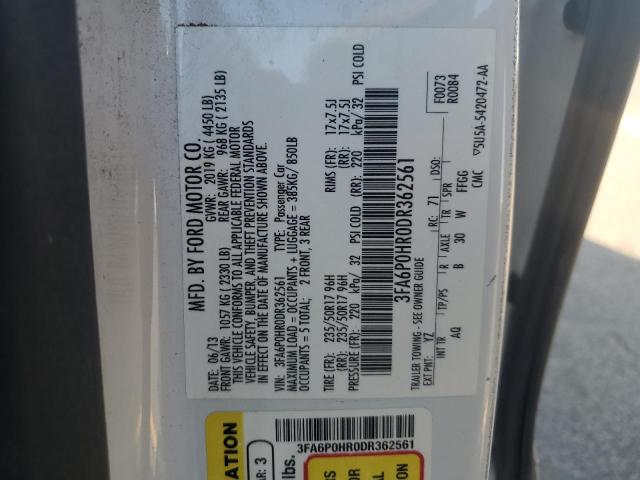 MFD. BY FORD MOTOR CO.
DATE: 06/13 GVWR: 2019 KG ( 4450 LB)
FRONT GAWR: 1057 KG ( 2330 LB) REAR GAWR: 968 KG ( 2135 LB)
THIS VEHICLE CONFORMS TO ALL APPLICABLE FEDERAL MOTOR
VEHICLE SAFETY, BUMPER, AND THEFT PREVENTION STANDARDS
IN EFFECT ON THE DATE OF MANUFACTURE SHOWN ABOVE.
VIN: 3FA6P0HR0DR362561 TYPE: Passenger Car
MAXIMUM LOAD = OCCUPANTS + LUGGAGE = 385KG/ 850LB
OCCUPANTS = 5 TOTAL; 2 FRONT, 3 REAR
TIRE (FR): 235/50R17 96H RIMS (FR): 17x7.5J
(RR): 235/50R17 96H (RR): 17x7.5J
PRESSURE (FR): 220 kPa/ 32 PSI COLD (RR): 220 kPa/ 32 PSI COLD
3FA6P0HR0DR362561
TRAILER TOWING - SEE OWNER GUIDE
F0073
R0084
EXT PNT: YZ RC: 71 DSO:
INT TR TP/PS R AXLE TR SPR
AQ B 30 W FFGG
CMC ▽5U5A-5420472-AA
3FA6P0HR0DR362561